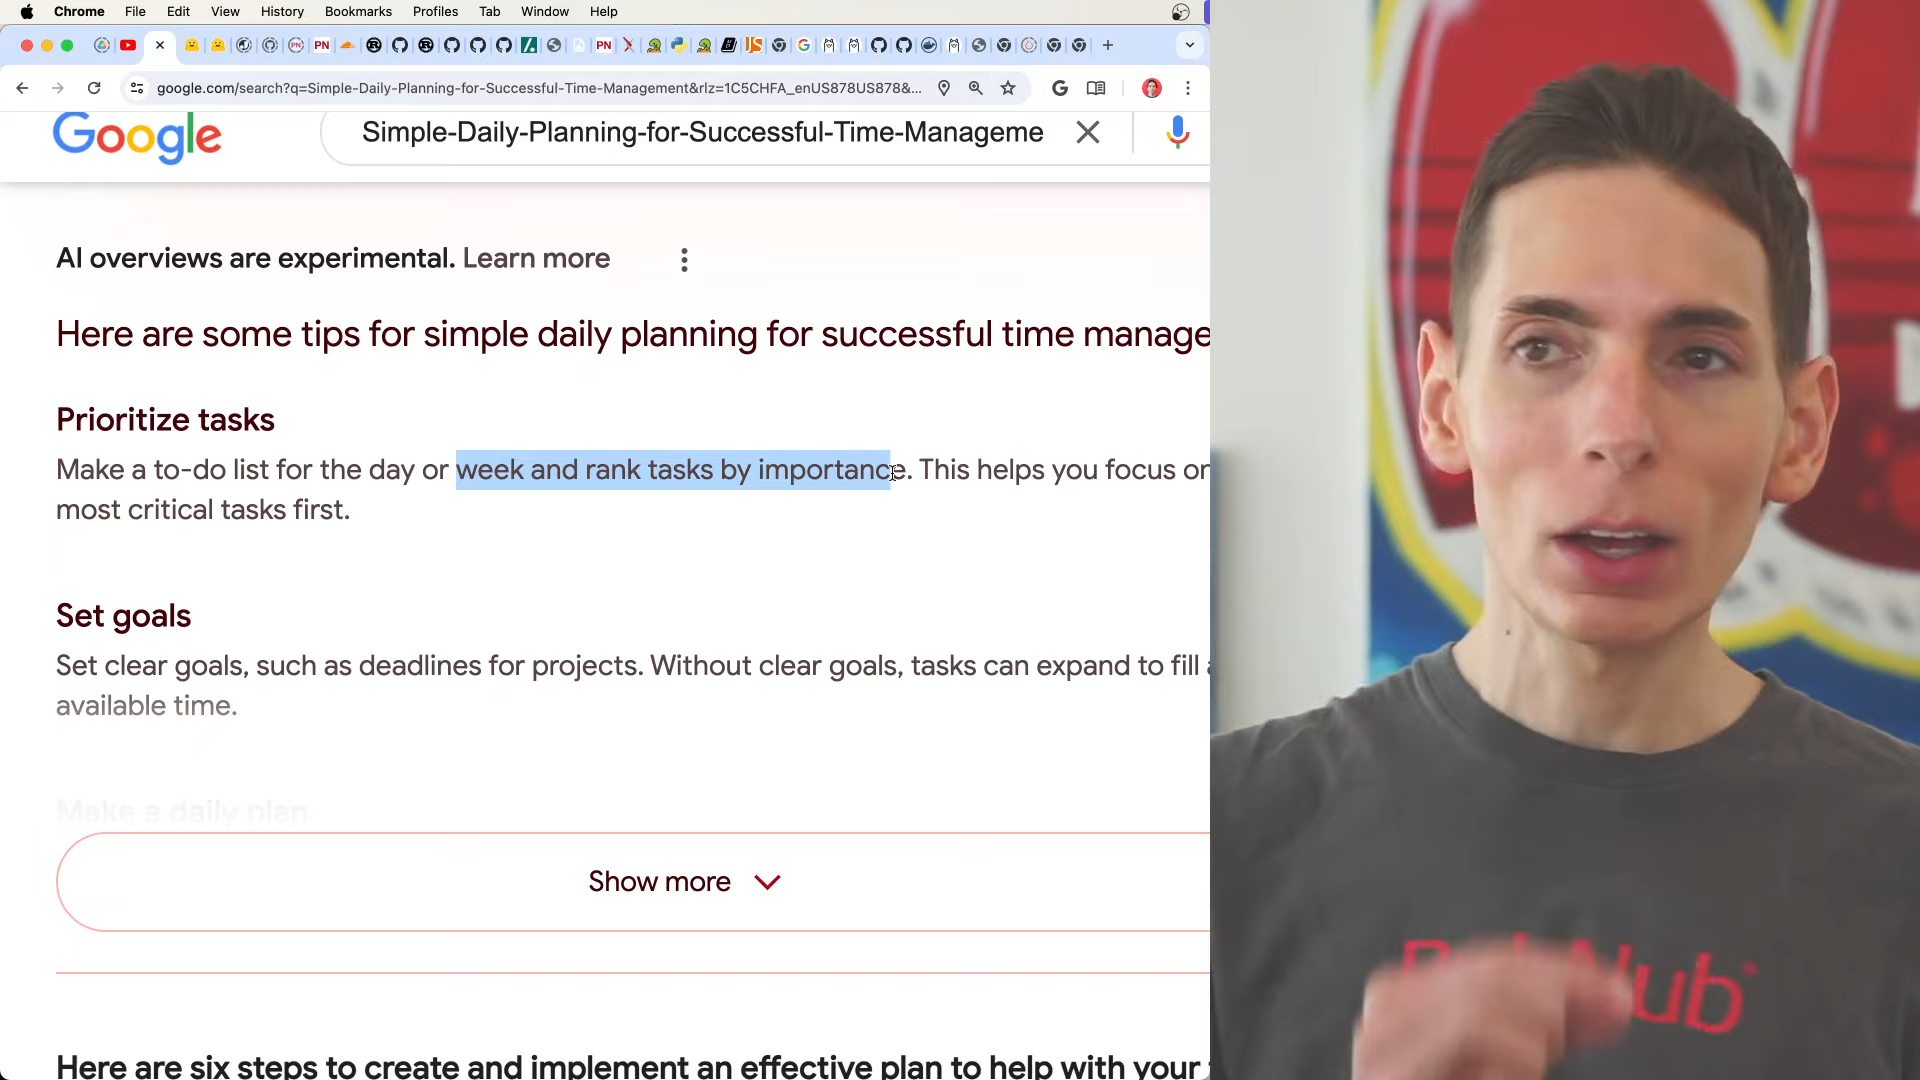 Chrome File Edit View History Bookmarks Profiles Tab Window Help
google.com/search?q=Simple-Daily-Planning-for-Successful-Time-Management&rlz=1C5CHFA_enUS878US878&...
Google
Simple-Daily-Planning-for-Successful-Time-Manageme
AI overviews are experimental. Learn more
Here are some tips for simple daily planning for successful time manage
Prioritize tasks
Make a to-do list for the day or week and rank tasks by importance. This helps you focus on
most critical tasks first.
Set goals
Set clear goals, such as deadlines for projects. Without clear goals, tasks can expand to fill
available time.
Make a daily plan
Show more
Here are six steps to create and implement an effective plan to help with your